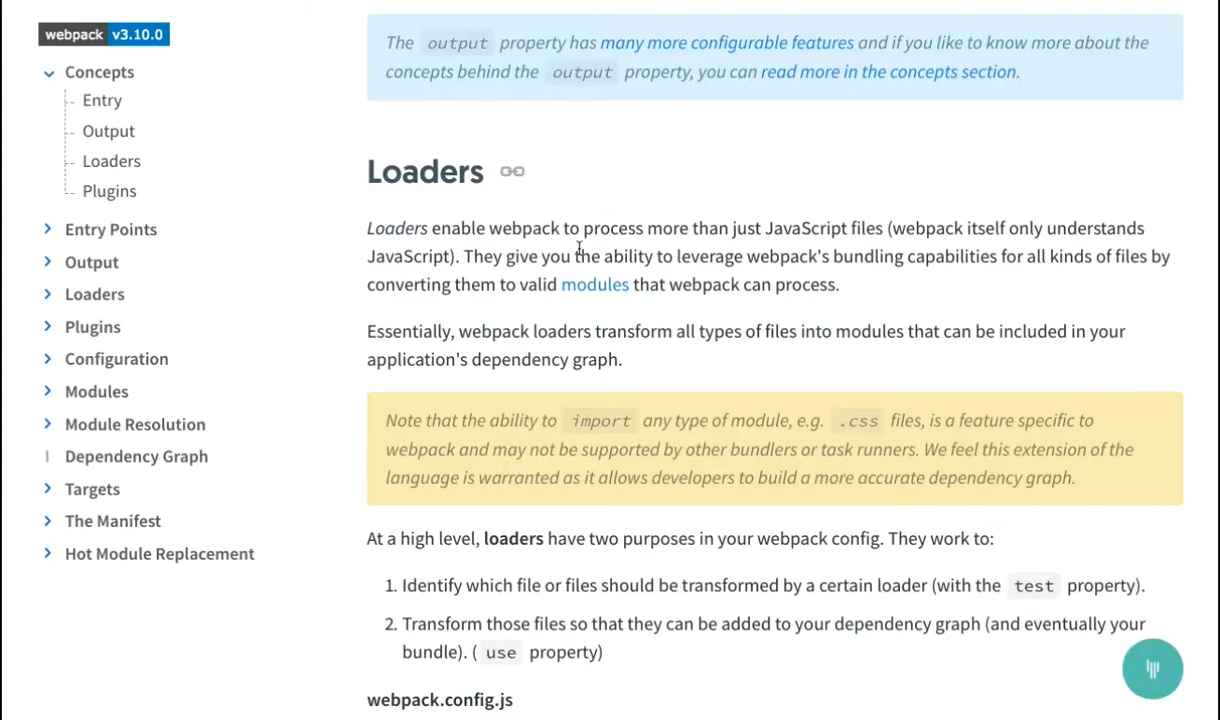 webpack v3.10.0
Concepts
Entry
Output
Loaders
Plugins
Entry Points
Output
Loaders
Plugins
Configuration
Modules
Module Resolution
Dependency Graph
Targets
The Manifest
Hot Module Replacement
The output property has many more configurable features and if you like to know more about the
concepts behind the output property, you can read more in the concepts section.
Loaders
Loaders enable webpack to process more than just JavaScript files (webpack itself only understands
JavaScript). They give you the ability to leverage webpack's bundling capabilities for all kinds of files by
converting them to valid modules that webpack can process.
Essentially, webpack loaders transform all types of files into modules that can be included in your
application's dependency graph.
Note that the ability to import any type of module, e.g. .css files, is a feature specific to
webpack and may not be supported by other bundlers or task runners. We feel this extension of the
language is warranted as it allows developers to build a more accurate dependency graph.
At a high level, loaders have two purposes in your webpack config. They work to:
1. Identify which file or files should be transformed by a certain loader (with the test property).
2. Transform those files so that they can be added to your dependency graph (and eventually your
bundle). ( use property)
webpack.config.js